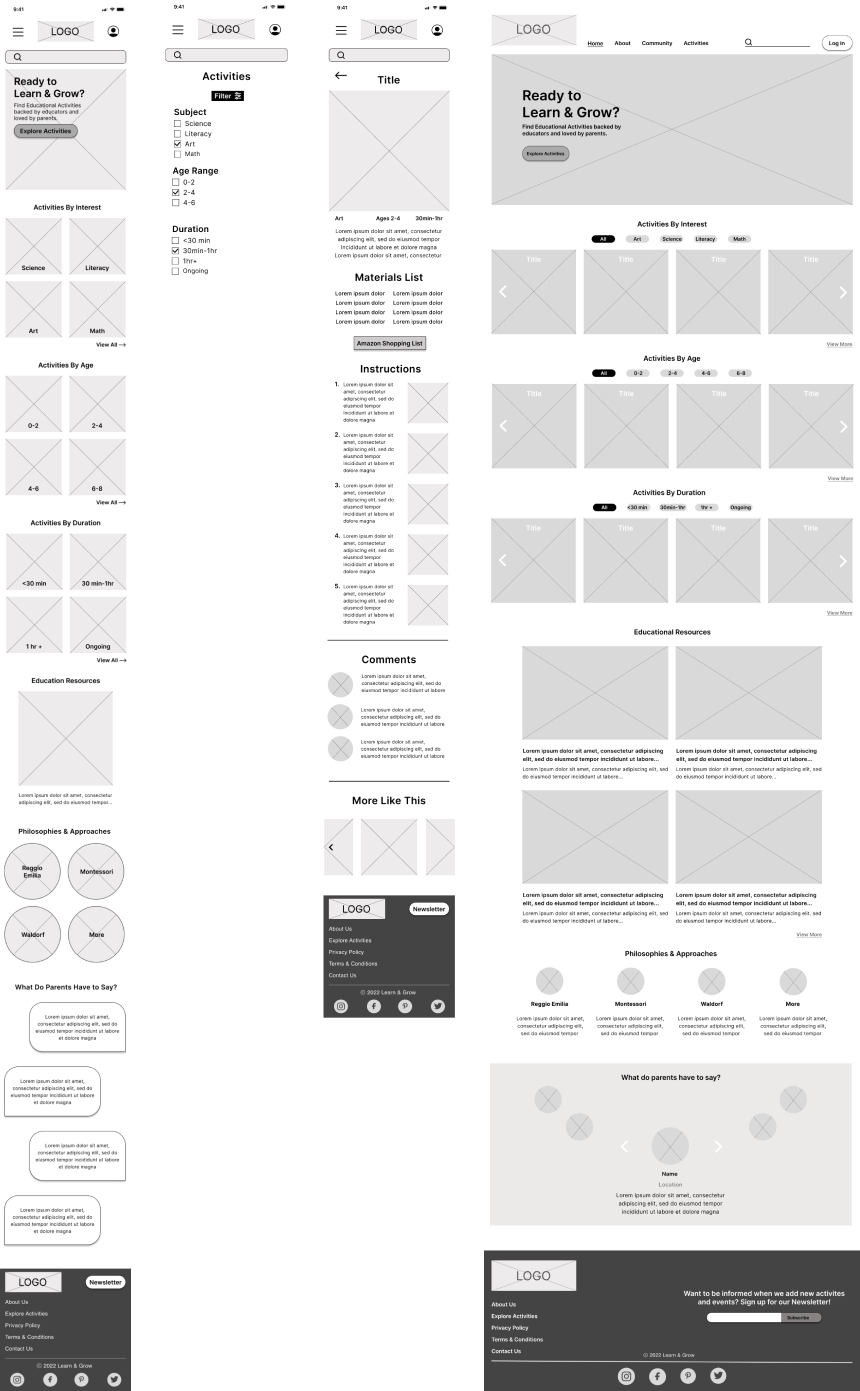 9:41
LOGO
Ready to
Learn & Grow?
Find Educational Activities
backed by educators and
loved by parents.
Explore Activities
Activities By Interest
Science
Literacy
Art
Math
View All
Activities By Age
0-2
2-4
4-6
6-8
View All
Activities By Duration
<30 min
30 min-1hr
1 hr +
Ongoing
View All
Education Resources
Lorem ipsum dolor sit amet, consectetur
adipiscing elit, sed do eiusmod tempor...
Philosophies & Approaches
Reggio
Emilia
Montessori
Waldorf
More
What Do Parents Have to Say?
Lorem ipsum dolor sit amet,
consectetur adipiscing elit, sed do
eiusmod tempor incididunt ut labore
et dolore magna
Lorem ipsum dolor sit amet,
consectetur adipiscing elit, sed do
eiusmod tempor incididunt ut labore
et dolore magna
Lorem ipsum dolor sit amet,
consectetur adipiscing elit, sed do
eiusmod tempor incididunt ut labore
et dolore magna
Lorem ipsum dolor sit amet,
consectetur adipiscing elit, sed do
eiusmod tempor incididunt ut labore
et dolore magna
LOGO
Newsletter
About Us
Explore Activities
Privacy Policy
Terms & Conditions
Contact Us
© 2022 Learn & Grow
9:41
LOGO
Activities
Filter
Subject
Science
Literacy
Art
Math
Age Range
0-2
2-4
4-6
Duration
<30 min
30min-1hr
1hr+
Ongoing
9:41
LOGO
Title
Art
Ages 2-4
30min-1hr
Lorem ipsum dolor sit amet, consectetur
adipiscing elit, sed do eiusmod tempor
incididunt ut labore et dolore magna
Lorem ipsum dolor sit amet, consectetur
Materials List
Lorem ipsum dolor Lorem ipsum dolor
Lorem ipsum dolor Lorem ipsum dolor
Lorem ipsum dolor Lorem ipsum dolor
Lorem ipsum dolor Lorem ipsum dolor
Amazon Shopping List
Instructions
1. Lorem ipsum dolor sit
amet, consectetur
adipiscing elit, sed do
eiusmod tempor
incididunt ut labore et
dolore magna
2. Lorem ipsum dolor sit
amet, consectetur
adipiscing elit, sed do
eiusmod tempor
incididunt ut labore et
dolore magna
3. Lorem ipsum dolor sit
amet, consectetur
adipiscing elit, sed do
eiusmod tempor
incididunt ut labore et
dolore magna
4. Lorem ipsum dolor sit
amet, consectetur
adipiscing elit, sed do
eiusmod tempor
incididunt ut labore et
dolore magna
5. Lorem ipsum dolor sit
amet, consectetur
adipiscing elit, sed do
eiusmod tempor
incididunt ut labore et
dolore magna
Comments
Lorem ipsum dolor sit amet,
consectetur adipiscing elit, sed do
eiusmod tempor incididunt ut labore
Lorem ipsum dolor sit amet,
consectetur adipiscing elit, sed do
eiusmod tempor incididunt ut labore
Lorem ipsum dolor sit amet,
consectetur adipiscing elit, sed do
eiusmod tempor incididunt ut labore
More Like This
LOGO
Newsletter
About Us
Explore Activities
Privacy Policy
Terms & Conditions
Contact Us
© 2022 Learn & Grow
LOGO
Home About Community Activities
Log In
Ready to
Learn & Grow?
Find Educational Activities backed by
educators and loved by parents.
Explore Activities
Activities By Interest
All Art Science Literacy Math
Title Title Title Title
View More
Activities By Age
All 0-2 2-4 4-6 6-8
Title Title Title Title
View More
Activities By Duration
All <30 min 30min-1hr 1hr + Ongoing
Title Title Title Title
View More
Educational Resources
Lorem ipsum dolor sit amet, consectetur adipiscing
elit, sed do eiusmod tempor incididunt ut labore...
Lorem ipsum dolor sit amet, consectetur adipiscing elit, sed
do eiusmod tempor incididunt ut labore...
Lorem ipsum dolor sit amet, consectetur adipiscing
elit, sed do eiusmod tempor incididunt ut labore...
Lorem ipsum dolor sit amet, consectetur adipiscing elit, sed
do eiusmod tempor incididunt ut labore...
Lorem ipsum dolor sit amet, consectetur adipiscing
elit, sed do eiusmod tempor incididunt ut labore...
Lorem ipsum dolor sit amet, consectetur adipiscing elit, sed
do eiusmod tempor incididunt ut labore...
Lorem ipsum dolor sit amet, consectetur adipiscing
elit, sed do eiusmod tempor incididunt ut labore...
Lorem ipsum dolor sit amet, consectetur adipiscing elit, sed
do eiusmod tempor incididunt ut labore...
View More
Philosophies & Approaches
Reggio Emilia
Lorem ipsum dolor sit amet,
consectetur adipiscing elit,
sed do eiusmod tempor
Montessori
Lorem ipsum dolor sit amet,
consectetur adipiscing elit,
sed do eiusmod tempor
Waldorf
Lorem ipsum dolor sit amet,
consectetur adipiscing elit,
sed do eiusmod tempor
More
Lorem ipsum dolor sit amet,
consectetur adipiscing elit,
sed do eiusmod tempor
What do parents have to say?
Name
Location
Lorem ipsum dolor sit amet, consectetur
adipiscing elit, sed do eiusmod tempor
incididunt ut labore et dolore magna
LOGO
About Us
Explore Activities
Privacy Policy
Terms & Conditions
Contact Us
Want to be informed when we add new activites
and events? Sign up for our Newsletter!
Subscribe
© 2022 Learn & Grow